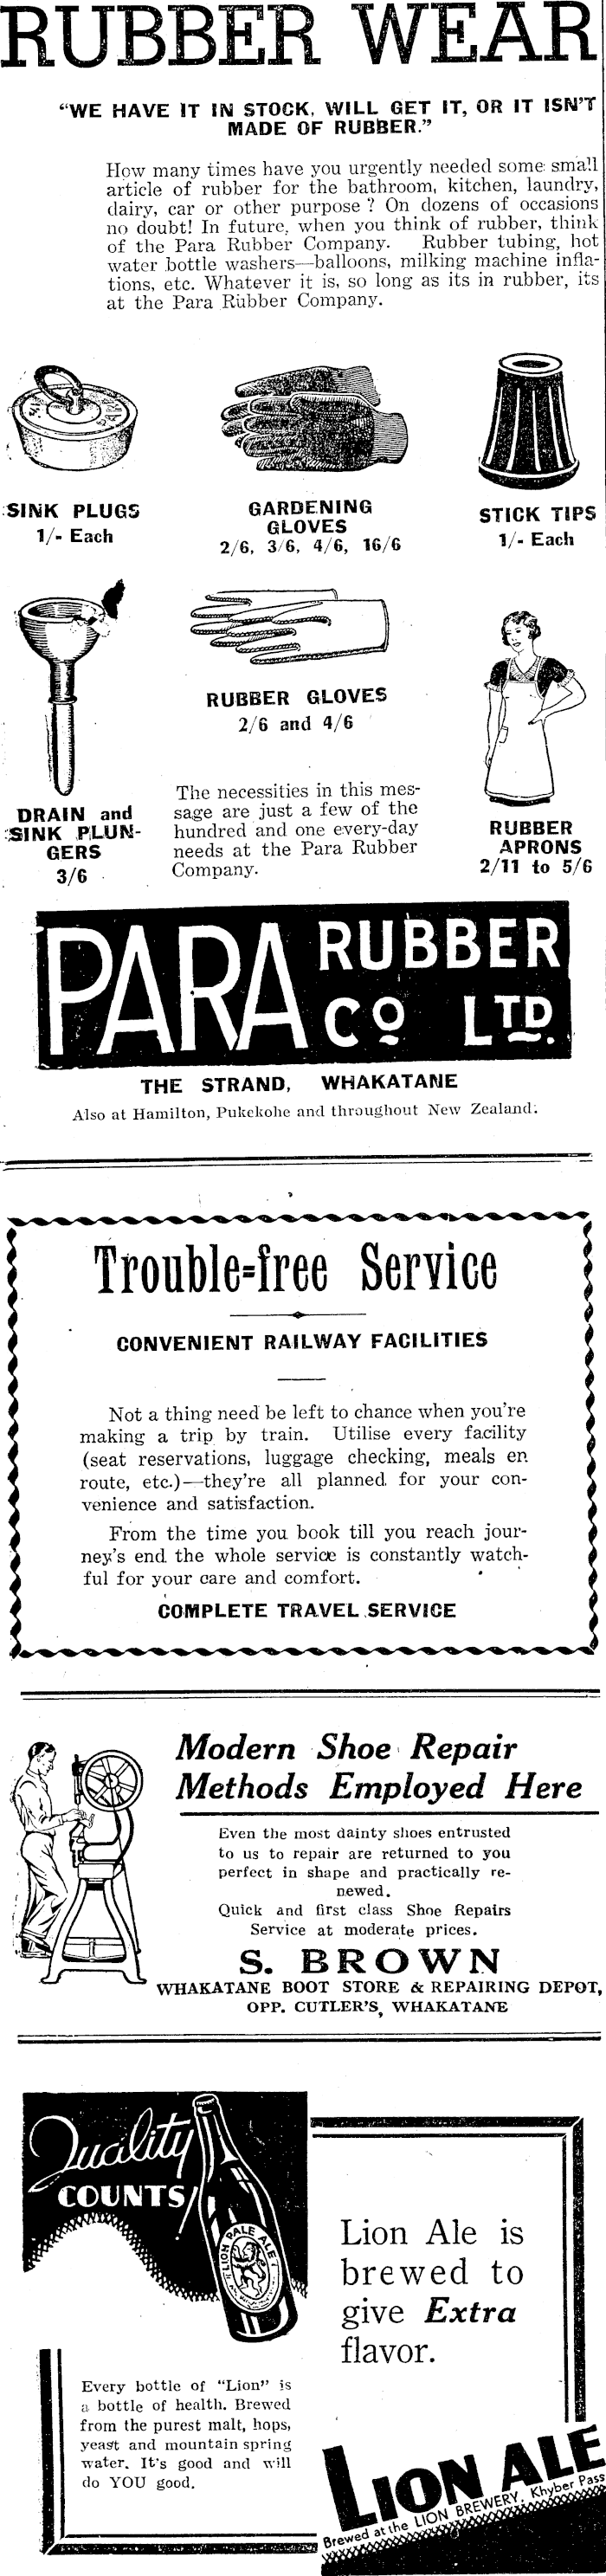 RUBBER WEAR
“WE HAVE IT IN STOCK, WILL GET IT, OR IT ISN’T
MADE OF RUBBER.”
How many times have you urgently needed some small
article of rubber for the bathroom, kitchen, laundry,
dairy, car or other purpose? On dozens of occasions
no doubt! In future, when you think of rubber, think
of the Para Rubber Company. Rubber tubing, hot
water bottle washers—balloons, milking machine infla-
tions, etc. Whatever it is, so long as its in rubber, its
at the Para Rubber Company.
SINK PLUGS
1/- Each
GARDENING
GLOVES
2/6, 3/6, 4/6, 16/6
STICK TIPS
1/- Each
DRAIN and
SINK PLUN-
GERS
3/6
RUBBER GLOVES
2/6 and 4/6
The necessities in this mes-
sage are just a few of the
hundred and one every-day
needs at the Para Rubber
Company.
RUBBER
APRONS
2/11 to 5/6
PARA RUBBER
CO LTD.
THE STRAND, WHAKATANE
Also at Hamilton, Pukekohe and throughout New Zealand.
Trouble-free Service
CONVENIENT RAILWAY FACILITIES
Not a thing need be left to chance when you’re
making a trip by train. Utilise every facility
(seat reservations, luggage checking, meals en
route, etc.)—they’re all planned for your con-
venience and satisfaction.
From the time you book till you reach jour-
ney’s end the whole service is constantly watch-
ful for your care and comfort.
COMPLETE TRAVEL SERVICE
Modern Shoe Repair
Methods Employed Here
Even the most dainty shoes entrusted
to us to repair are returned to you
perfect in shape and practically re-
newed.
Quick and first class Shoe Repairs
Service at moderate prices.
S. BROWN
WHAKATANE BOOT STORE & REPAIRING DEPOT,
OPP. CUTLER’S, WHAKATANE
Quality
COUNTS
LION PALE ALE
Lion Ale is
brewed to
give Extra
flavor.
Every bottle of “Lion” is
a bottle of health. Brewed
from the purest malt, hops,
yeast and mountain spring
water. It’s good and will
do YOU good.
LION ALE
Brewed at the LION BREWERY, Khyber Pass